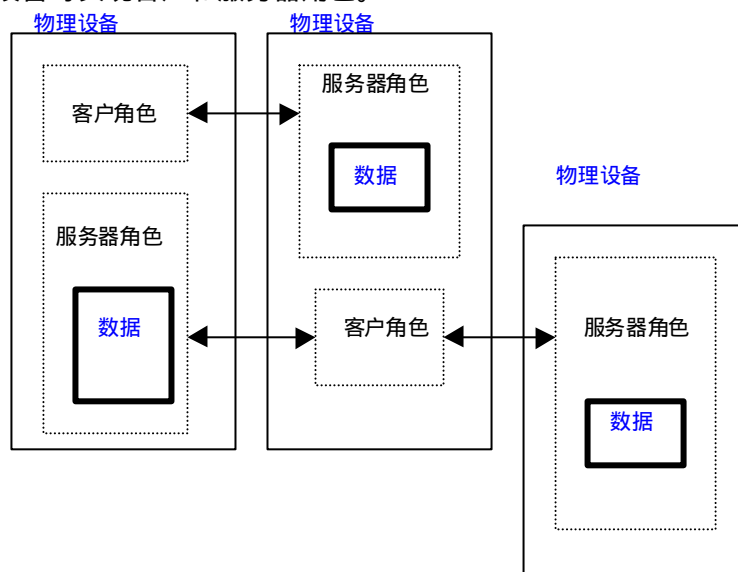 物理设备
物理设备
客户角色
服务器角色
数据
物理设备
服务器角色
数据
客户角色
服务器角色
数据